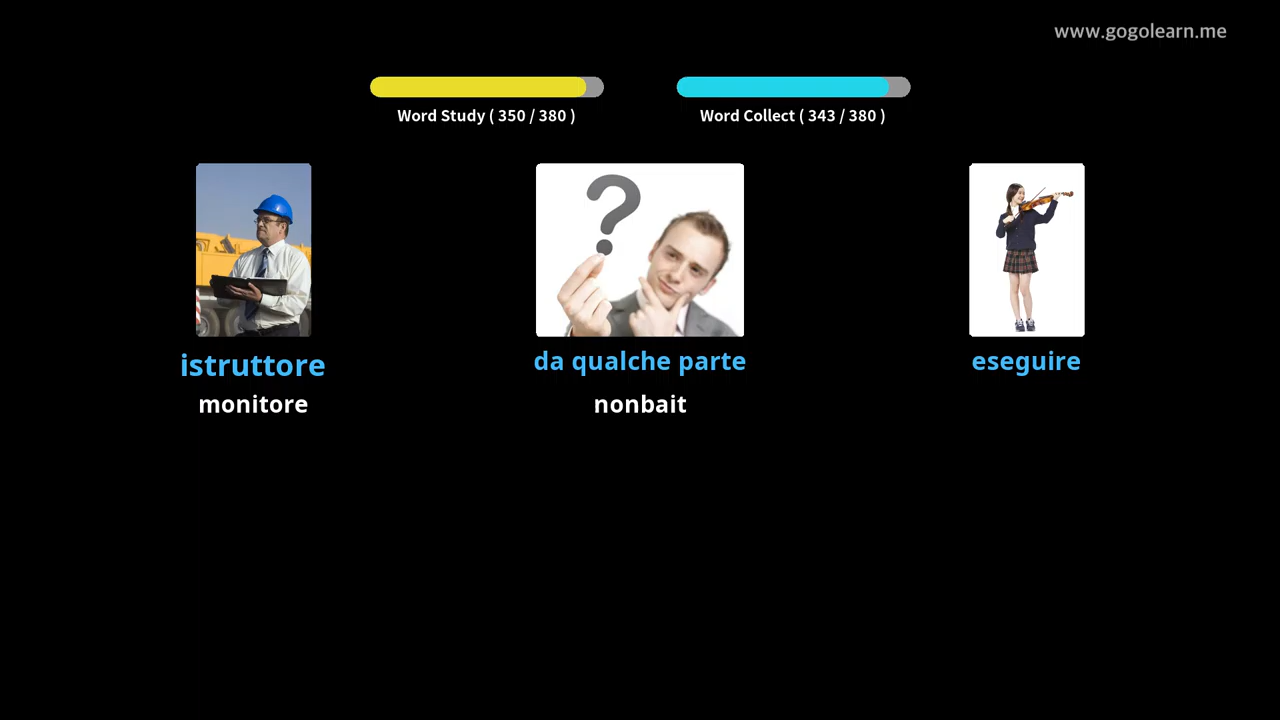 www.gogolearn.me
Word Study ( 350 / 380 )
Word Collect ( 343 / 380 )
istruttore
monitore
da qualche parte
nonbait
eseguire